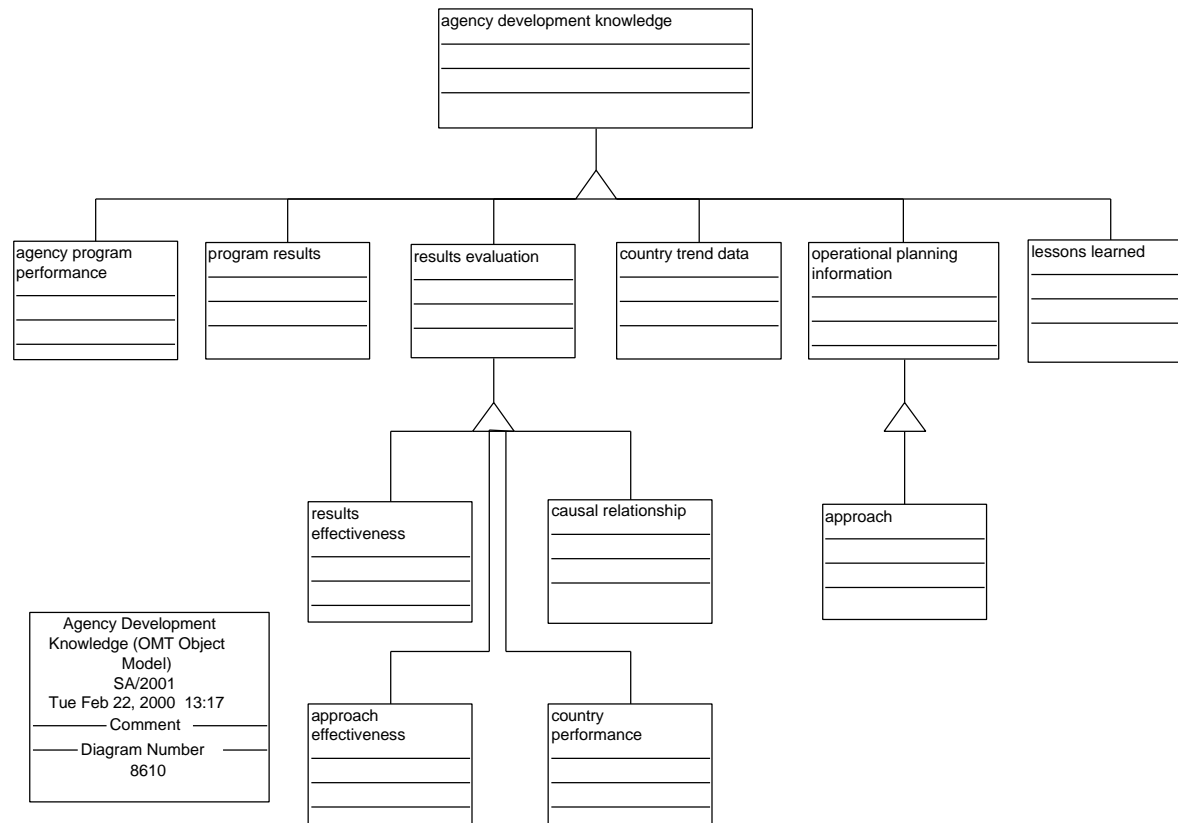 agency development knowledge
agency program
performance
program results
results evaluation
country trend data
operational planning
information
lessons learned
results
effectiveness
causal relationship
approach
Agency Development
Knowledge (OMT Object
Model)
SA/2001
Tue Feb 22, 2000 13:17
Comment
Diagram Number
8610
approach
effectiveness
country
performance